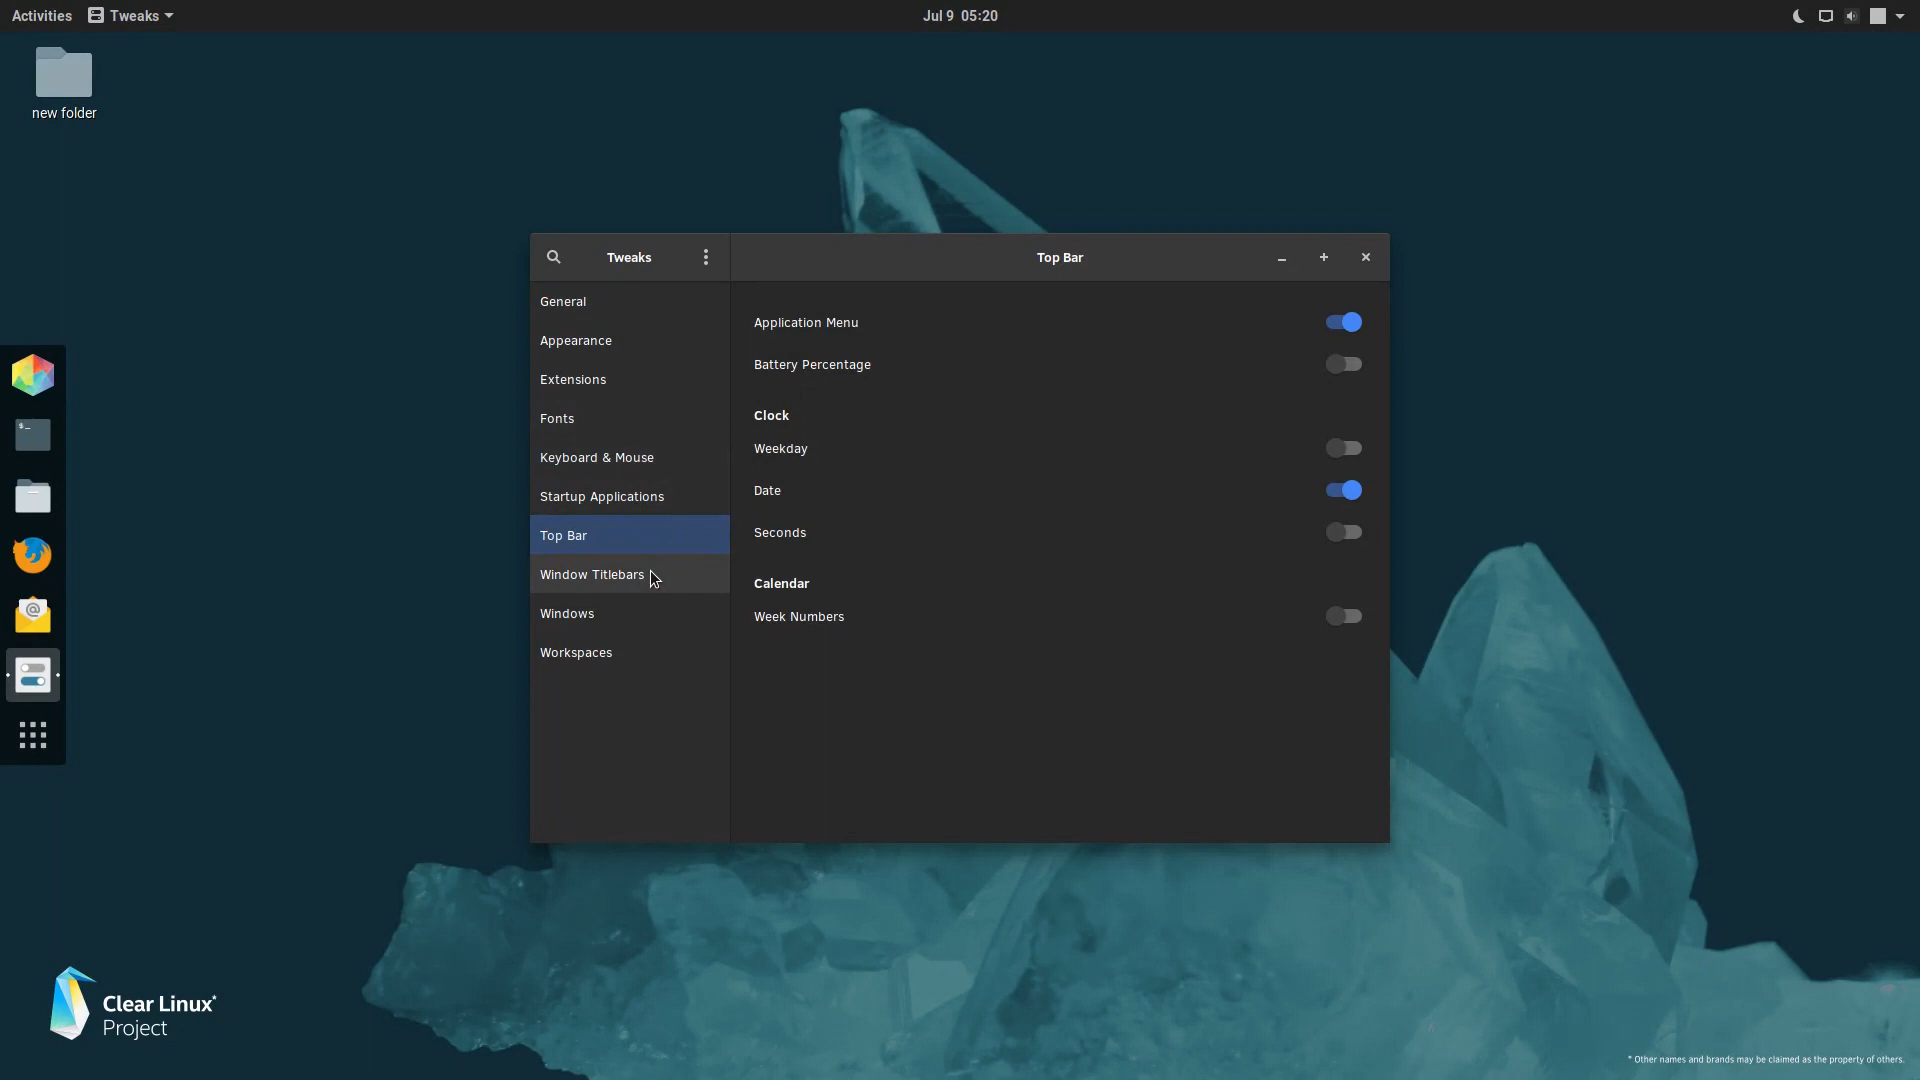 Activities
Tweaks
Jul 9 05:20
new folder
Tweaks
Top Bar
General
Appearance
Extensions
Fonts
Keyboard & Mouse
Startup Applications
Top Bar
Window Titlebars
Windows
Workspaces
Application Menu
Battery Percentage
Clock
Weekday
Date
Seconds
Calendar
Week Numbers
$_
@
Clear Linux*
Project
* Other names and brands may be claimed as the property of others.